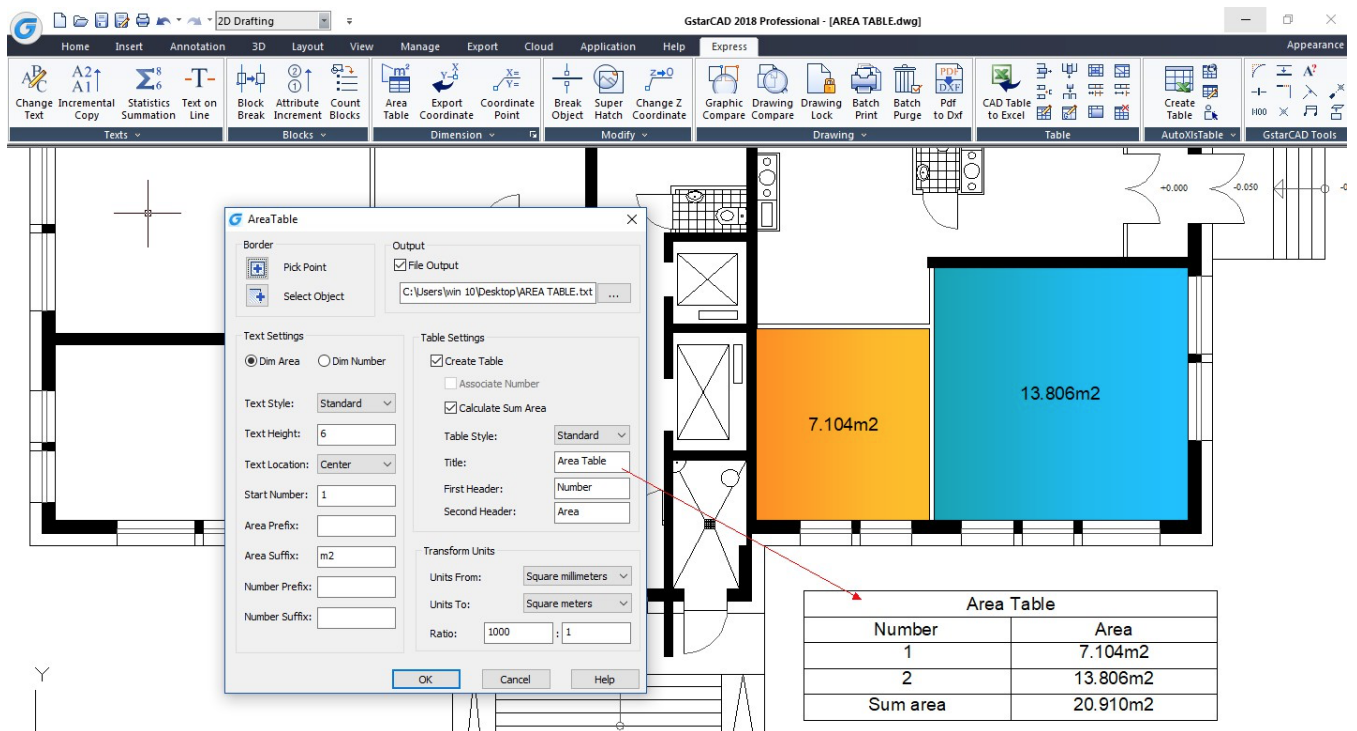 2D Drafting
GstarCAD 2018 Professional - [AREA TABLE.dwg]
Home Insert Annotation 3D Layout View Manage Export Cloud Application Help Express Appearance
Change Text
Incremental Copy
Statistics Summation
Text on Line
Texts
Block Break
Attribute Increment
Count Blocks
Blocks
Area Table
Export Coordinate
Coordinate Point
Dimension
Break Object
Super Hatch
Change Z Coordinate
Modify
Graphic Compare
Drawing Compare
Drawing Lock
Batch Print
Batch Purge
Pdf to Dxf
Drawing
CAD Table to Excel
Table
Create Table
AutoXlsTable
GstarCAD Tools
+0.000
-0.050
AreaTable
Border
Pick Point
Select Object
Output
File Output
C:\Users\win 10\Desktop\AREA TABLE.txt
...
Text Settings
Dim Area Dim Number
Text Style: Standard
Text Height: 6
Text Location: Center
Start Number: 1
Area Prefix:
Area Suffix: m2
Number Prefix:
Number Suffix:
Table Settings
Create Table
Associate Number
Calculate Sum Area
Table Style: Standard
Title: Area Table
First Header: Number
Second Header: Area
Transform Units
Units From: Square millimeters
Units To: Square meters
Ratio: 1000 : 1
OK Cancel Help
7.104m2
13.806m2
Area Table
Number Area
1 7.104m2
2 13.806m2
Sum area 20.910m2
Y